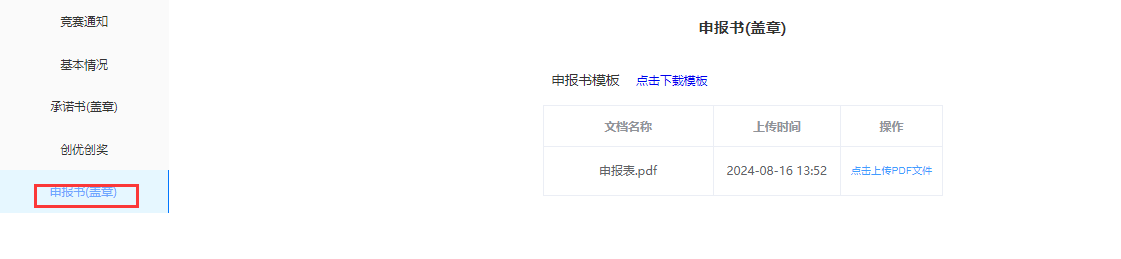 竞赛通知
基本情况
承诺书(盖章)
创优创奖
申报书(盖章)
申报书(盖章)
申报书模板 点击下载模板
文档名称 上传时间 操作
申报表.pdf 2024-08-16 13:52 点击上传PDF文件